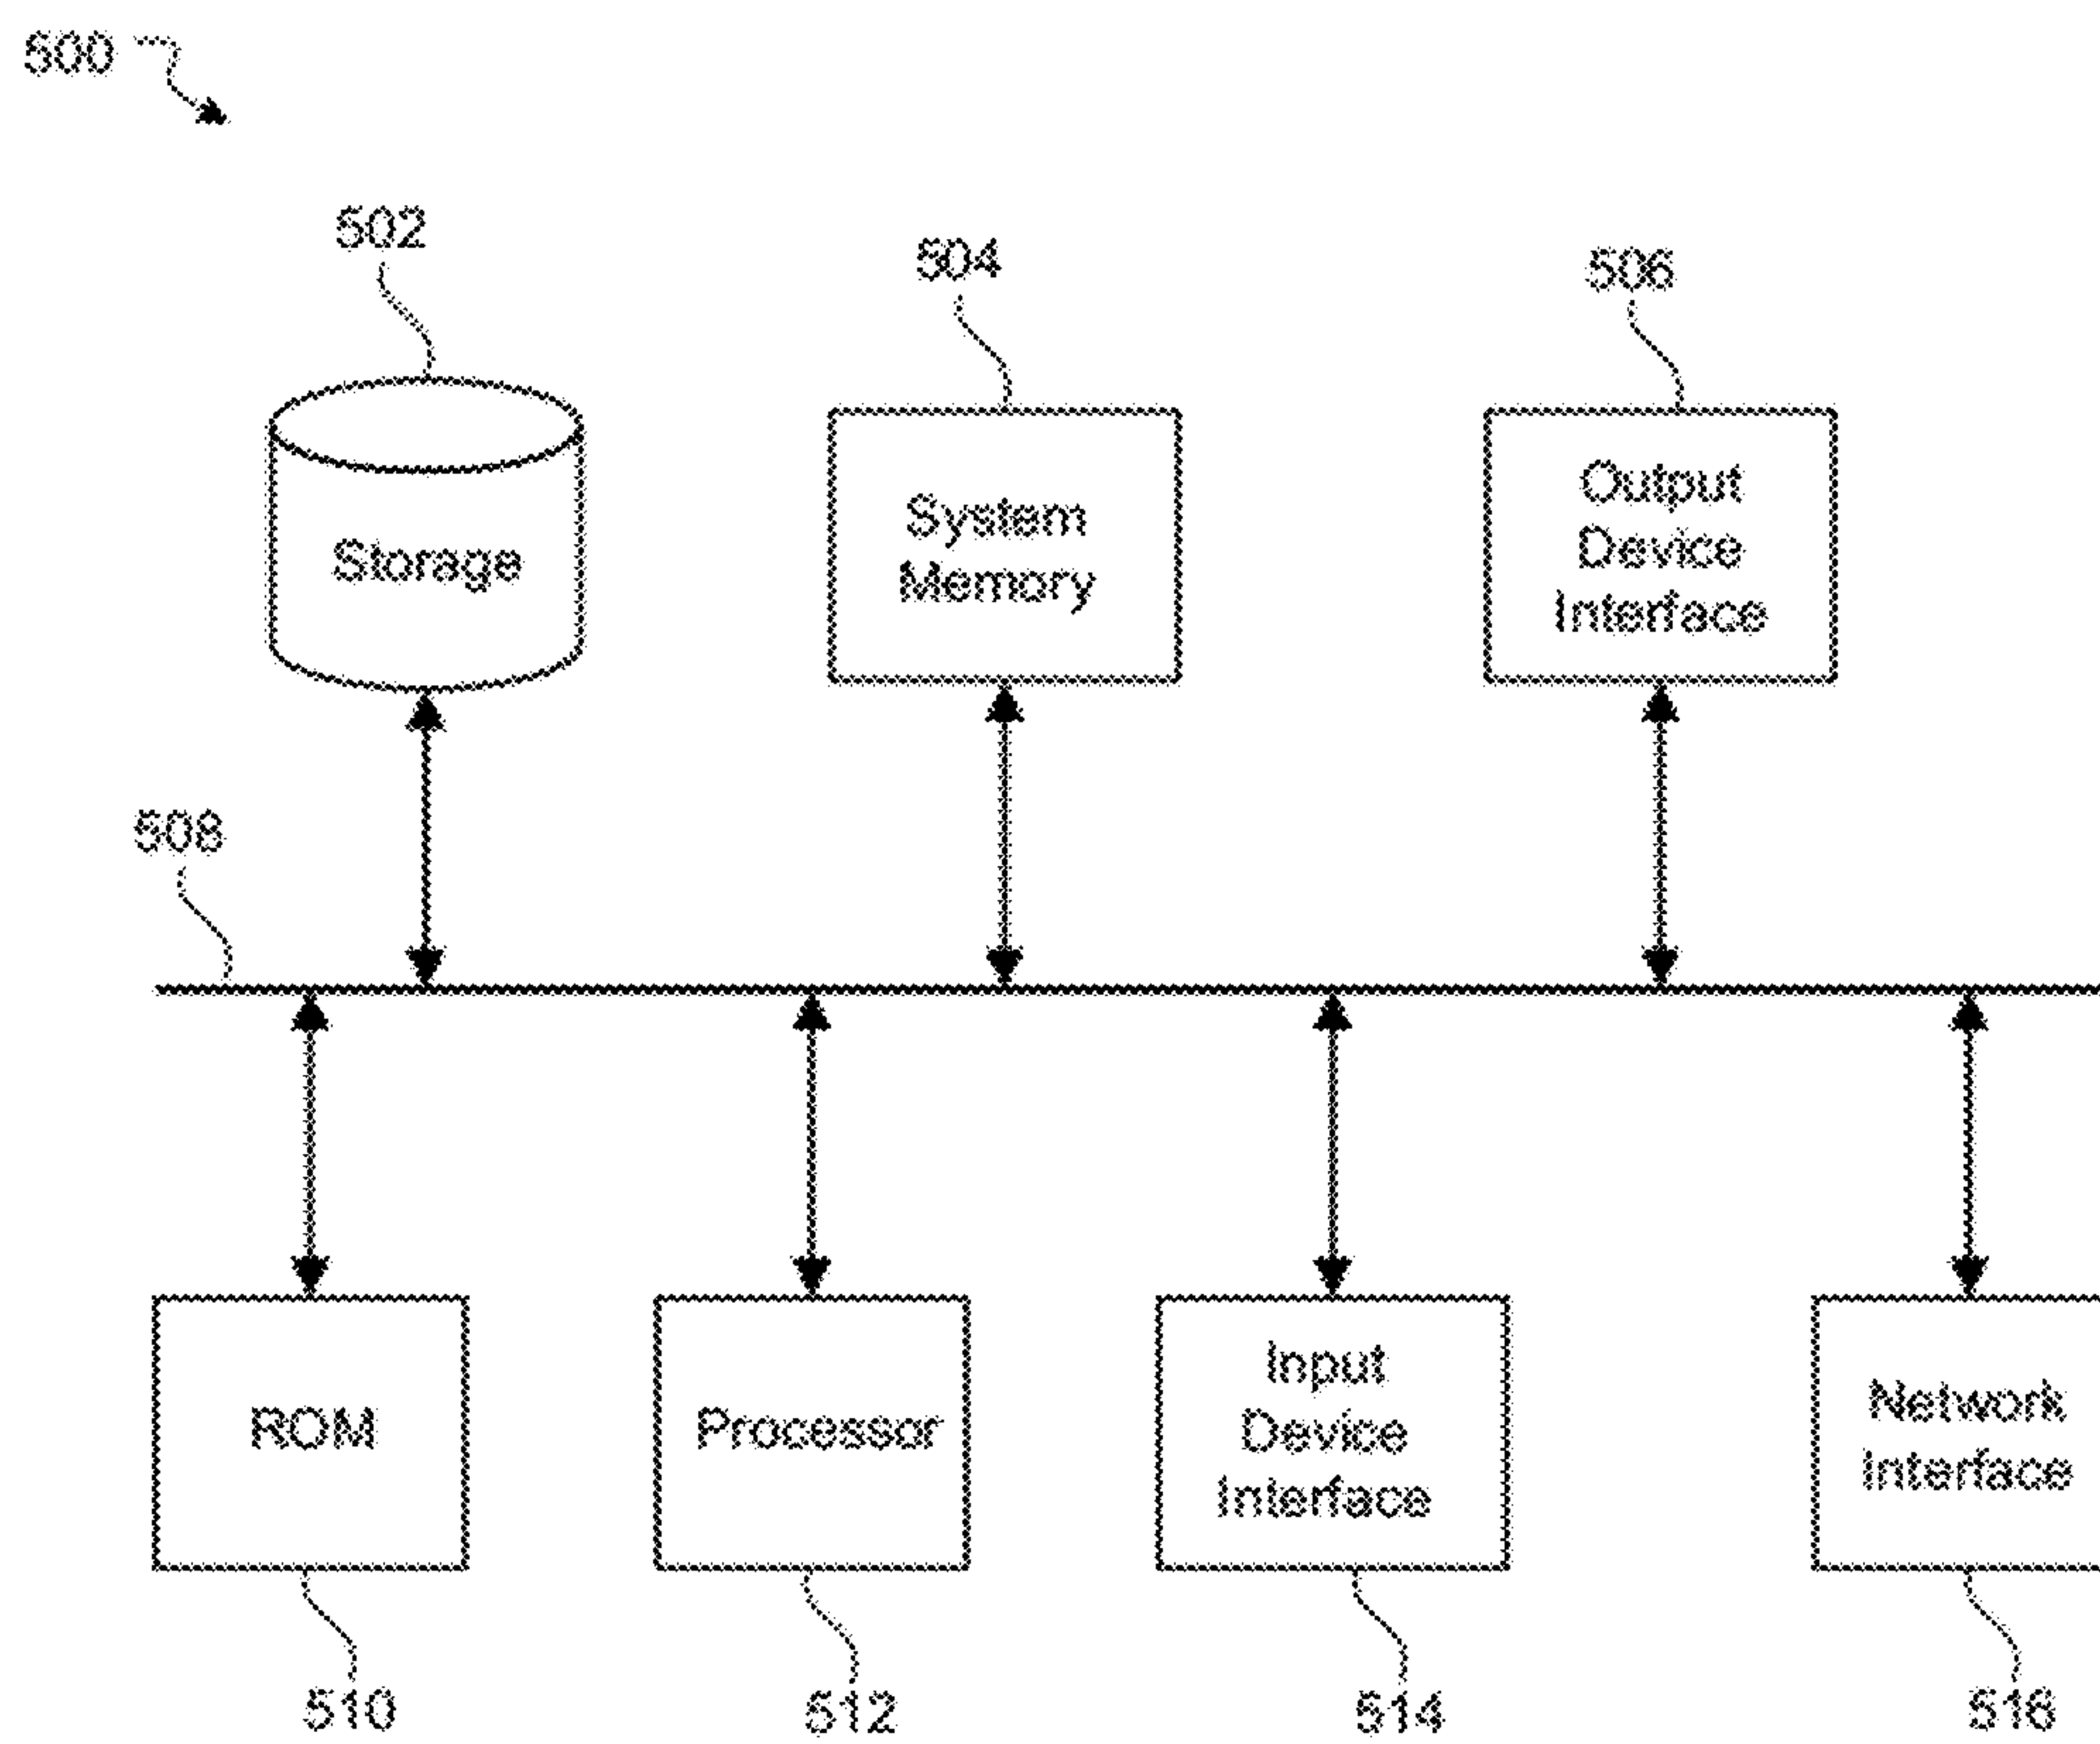 500
502
504
506
Storage
System
Memory
Output
Device
Interface
508
ROM
Processor
Input
Device
Interface
Network
Interface
510
512
514
516